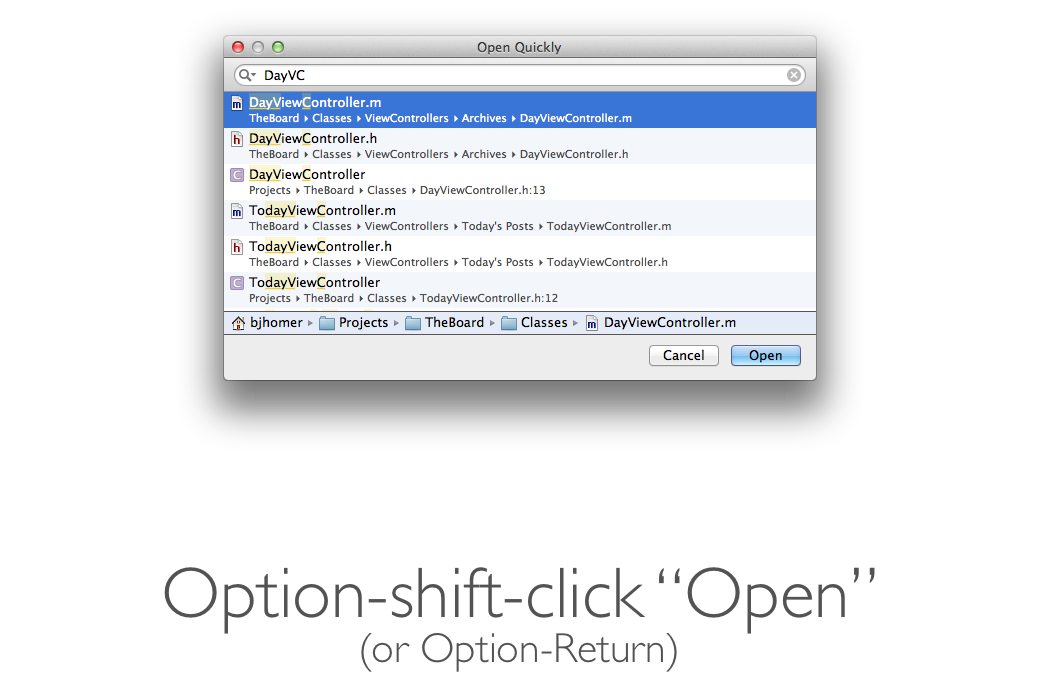 Open Quickly
DayVC
DayViewController.m
TheBoard ▸ Classes ▸ ViewControllers ▸ Archives ▸ DayViewController.m
DayViewController.h
TheBoard ▸ Classes ▸ ViewControllers ▸ Archives ▸ DayViewController.h
DayViewController
Projects ▸ TheBoard ▸ Classes ▸ DayViewController.h:13
TodayViewController.m
TheBoard ▸ Classes ▸ ViewControllers ▸ Today's Posts ▸ TodayViewController.m
TodayViewController.h
TheBoard ▸ Classes ▸ ViewControllers ▸ Today's Posts ▸ TodayViewController.h
TodayViewController
Projects ▸ TheBoard ▸ Classes ▸ TodayViewController.h:12
bjhomer ▸ Projects ▸ TheBoard ▸ Classes ▸ DayViewController.m
Cancel Open
Option-shift-click “Open”
(or Option-Return)